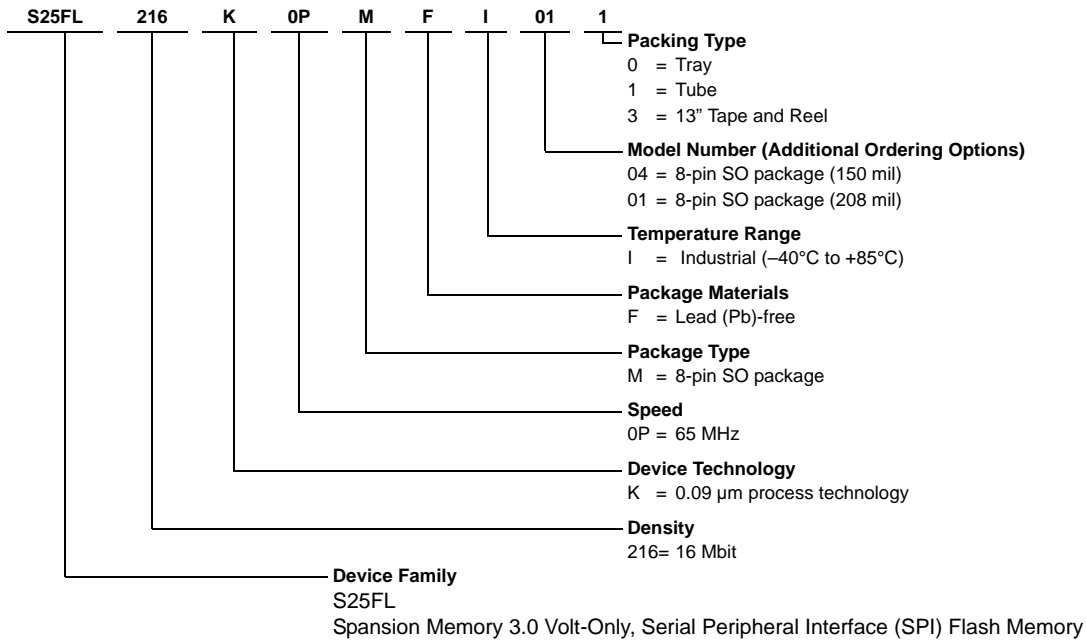 S25FL 216 K 0P M F I 01 1
Packing Type
0 = Tray
1 = Tube
3 = 13” Tape and Reel
Model Number (Additional Ordering Options)
04 = 8-pin SO package (150 mil)
01 = 8-pin SO package (208 mil)
Temperature Range
I = Industrial (–40°C to +85°C)
Package Materials
F = Lead (Pb)-free
Package Type
M = 8-pin SO package
Speed
0P = 65 MHz
Device Technology
K = 0.09 µm process technology
Density
216= 16 Mbit
Device Family
S25FL
Spansion Memory 3.0 Volt-Only, Serial Peripheral Interface (SPI) Flash Memory